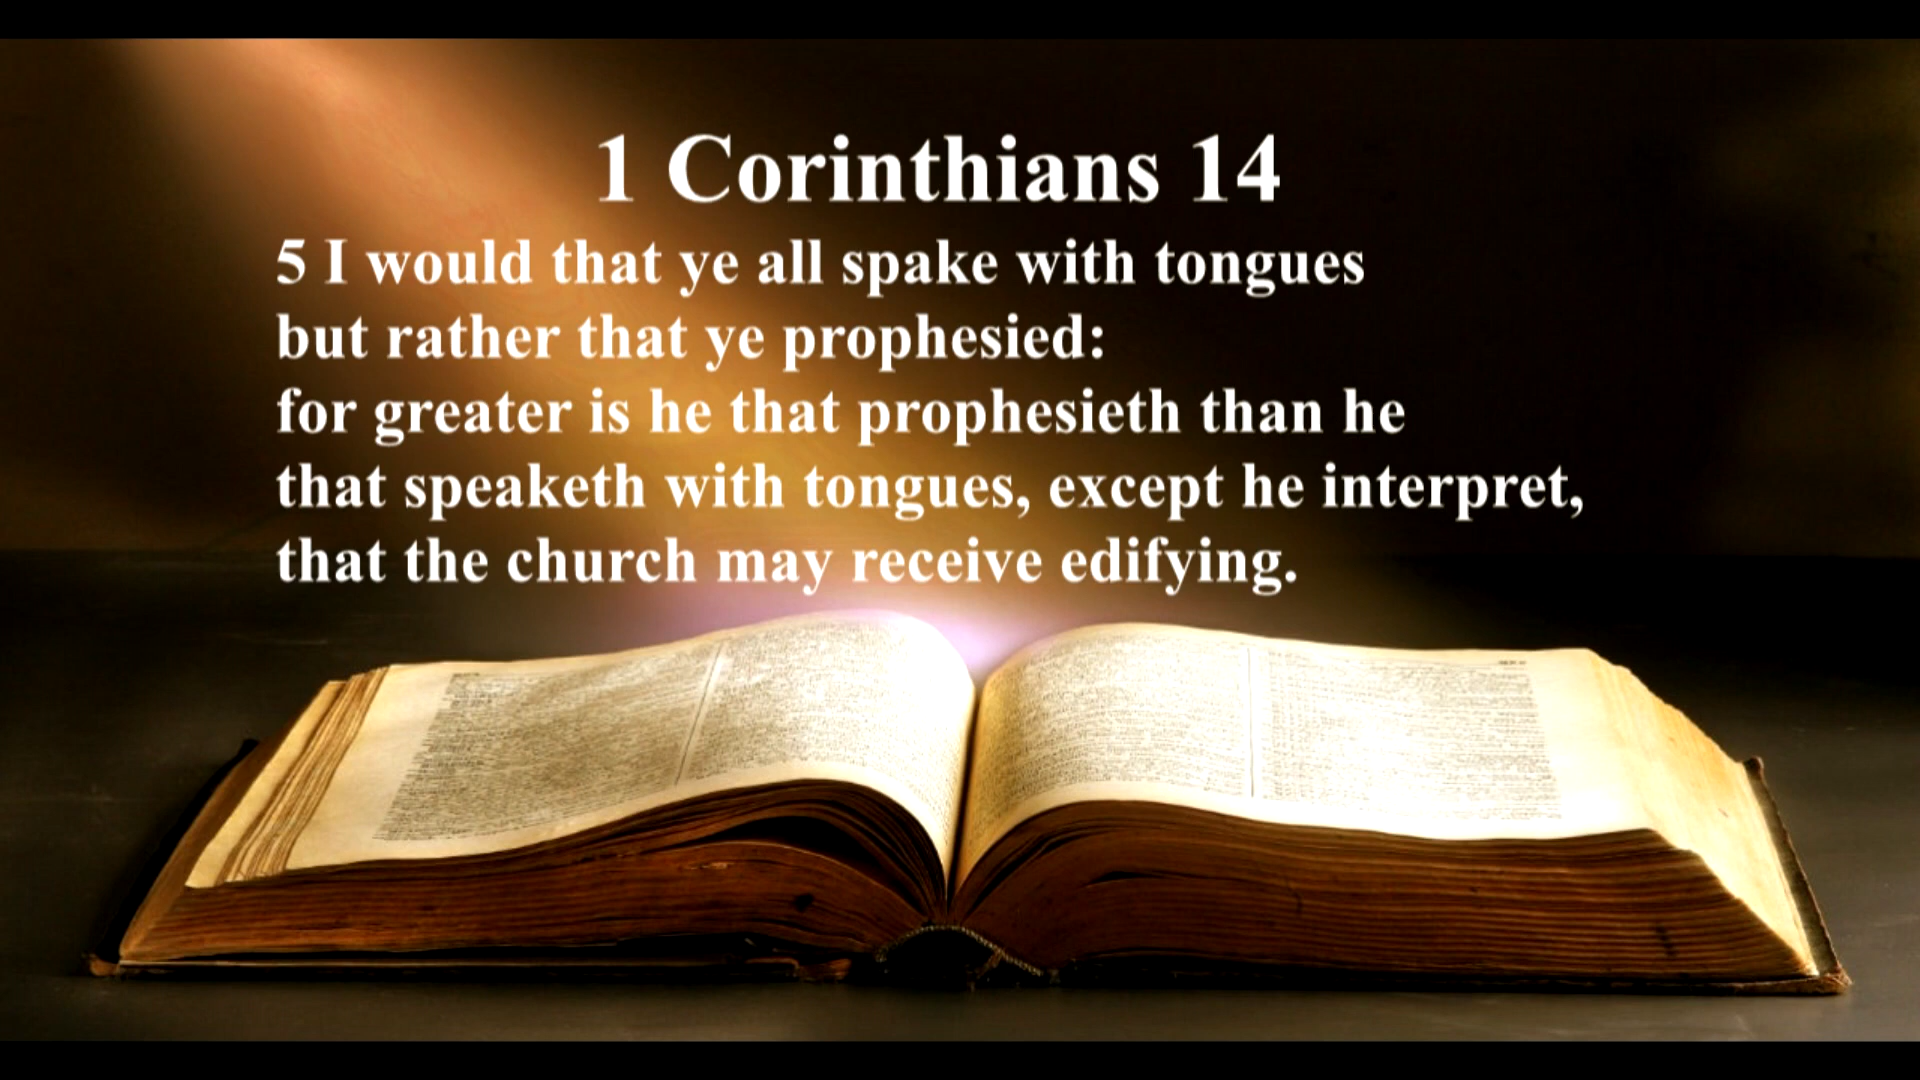 1 Corinthians 14
5 I would that ye all spake with tongues
but rather that ye prophesied:
for greater is he that prophesieth than he
that speaketh with tongues, except he interpret,
that the church may receive edifying.